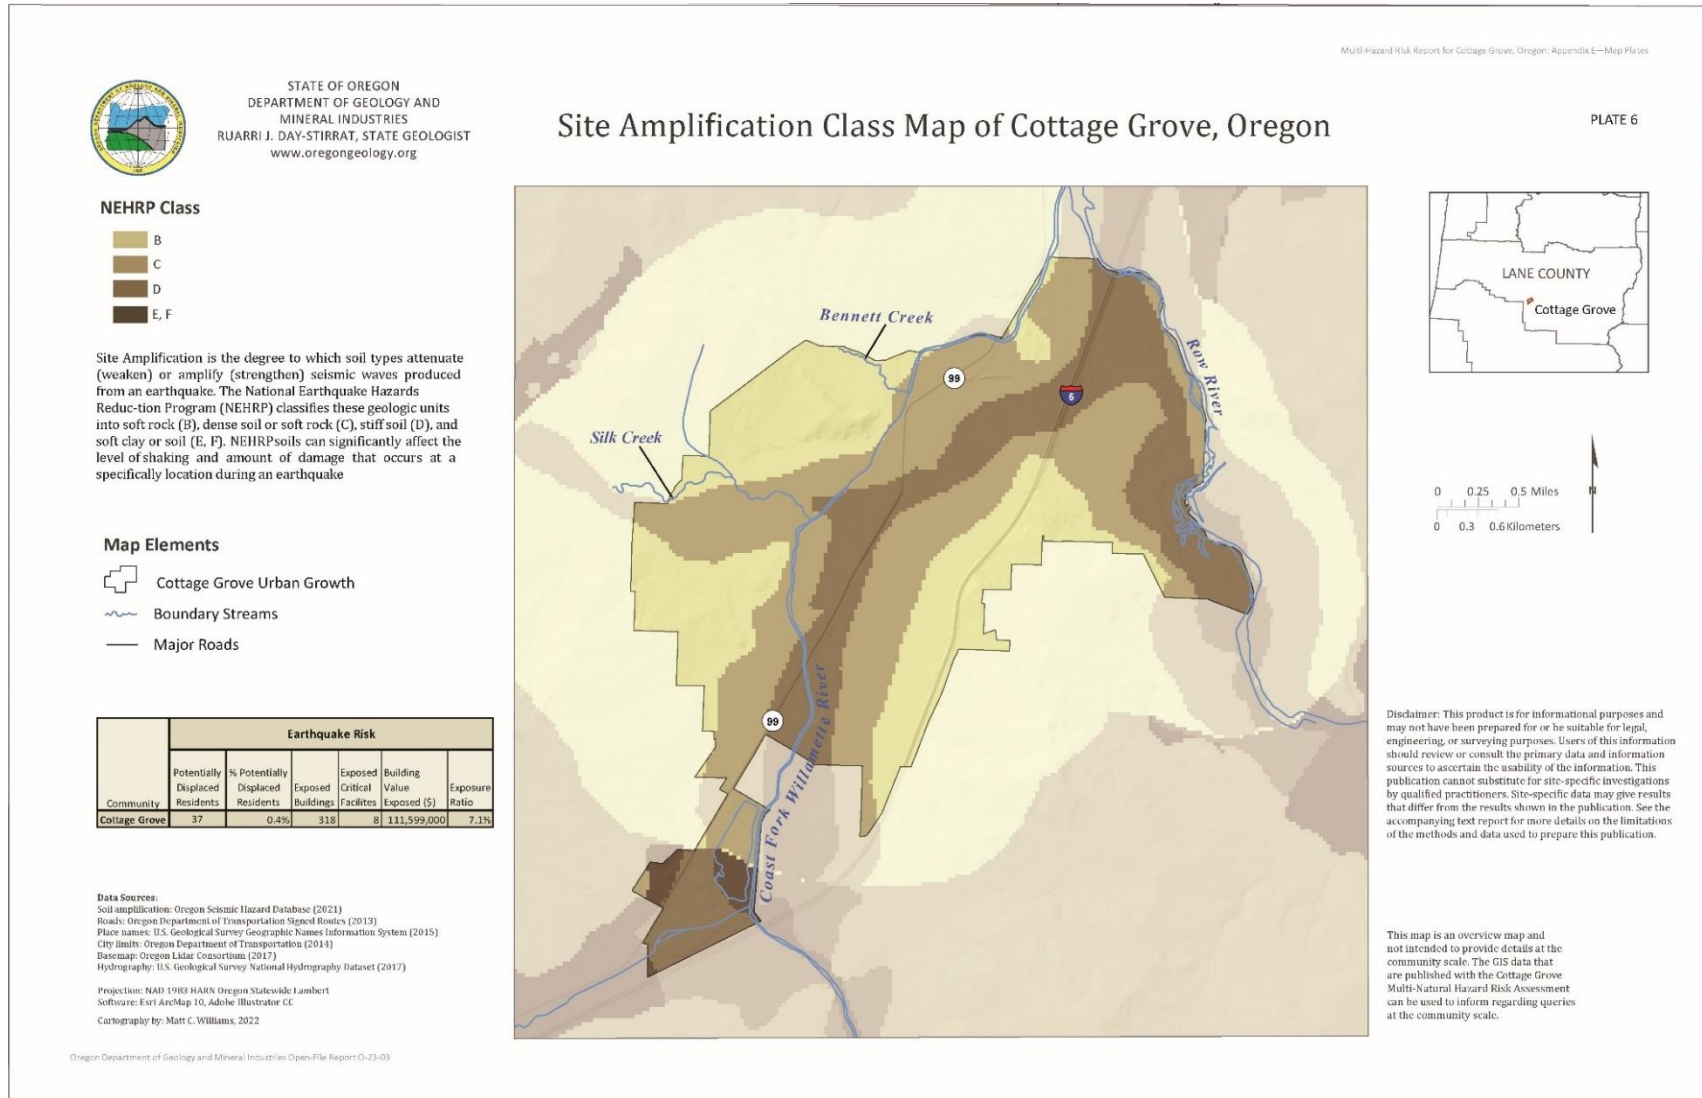 Multi-Hazard Risk Report for Cottage Grove, Oregon: Appendix E—Map Plates
STATE OF OREGON
DEPARTMENT OF GEOLOGY AND
MINERAL INDUSTRIES
RUARRI J. DAY-STIRRAT, STATE GEOLOGIST
www.oregongeology.org
Site Amplification Class Map of Cottage Grove, Oregon
PLATE 6
NEHRP Class
B
C
D
E, F
Site Amplification is the degree to which soil types attenuate
(weaken) or amplify (strengthen) seismic waves produced
from an earthquake. The National Earthquake Hazards
Reduc-tion Program (NEHRP) classifies these geologic units
into soft rock (B), dense soil or soft rock (C), stiff soil (D), and
soft clay or soil (E, F). NEHRPsoils can significantly affect the
level of shaking and amount of damage that occurs at a
specifically location during an earthquake
Map Elements
Cottage Grove Urban Growth
Boundary Streams
Major Roads
Earthquake Risk
Community
Potentially Displaced Residents
% Potentially Displaced Residents
Exposed Buildings
Exposed Critical Facilites
Building Value Exposed ($)
Exposure Ratio
Cottage Grove 37 0.4% 318 8 111,599,000 7.1%
Data Sources:
Soil amplification: Oregon Seismic Hazard Database (2021)
Roads: Oregon Department of Transportation Signed Routes (2013)
Place names: U.S. Geological Survey Geographic Names Information System (2015)
City limits: Oregon Department of Transportation (2014)
Basemap: Oregon Lidar Consortium (2017)
Hydrography: U.S. Geological Survey National Hydrography Dataset (2017)
Projection: NAD 1983 HARN Oregon Statewide Lambert
Software: Esri ArcMap 10, Adobe Illustrator CC
Cartography by: Matt C. Williams, 2022
Oregon Department of Geology and Mineral Industries Open-File Report O-23-03
Bennett Creek
Silk Creek
99
6
Row River
99
Coast Fork Willamette River
LANE COUNTY
Cottage Grove
N
0 0.25 0.5 Miles
0 0.3 0.6 Kilometers
Disclaimer: This product is for informational purposes and
may not have been prepared for or be suitable for legal,
engineering, or surveying purposes. Users of this information
should review or consult the primary data and information
sources to ascertain the usability of the information. This
publication cannot substitute for site-specific investigations
by qualified practitioners. Site-specific data may give results
that differ from the results shown in the publication. See the
accompanying text report for more details on the limitations
of the methods and data used to prepare this publication.
This map is an overview map and
not intended to provide details at the
community scale. The GIS data that
are published with the Cottage Grove
Multi-Natural Hazard Risk Assessment
can be used to inform regarding queries
at the community scale.